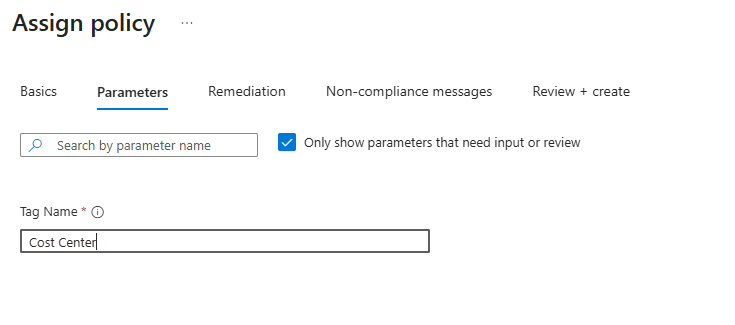 Assign policy ...
Basics Parameters Remediation Non-compliance messages Review + create
Search by parameter name Only show parameters that need input or review
Tag Name *
Cost Center